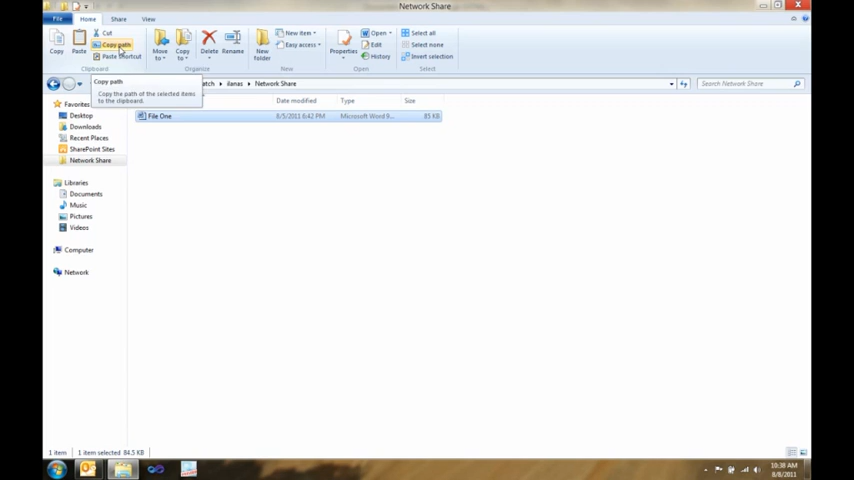 Network Share
File Home Share View
Copy
Paste
Cut
Copy path
Paste shortcut
Clipboard
Move to
Copy to
Delete
Rename
Organize
New folder
New item
Easy access
New
Properties
Open
Edit
History
Open
Select all
Select none
Invert selection
Select
Copy path
Copy the path of the selected items
to the clipboard.
atch ilanas Network Share
Search Network Share
Date modified Type Size
File One 8/5/2011 6:42 PM Microsoft Word 9... 85 KB
Favorites
Desktop
Downloads
Recent Places
SharePoint Sites
Network Share
Libraries
Documents
Music
Pictures
Videos
Computer
Network
1 item 1 item selected 84.5 KB
10:38 AM
8/8/2011